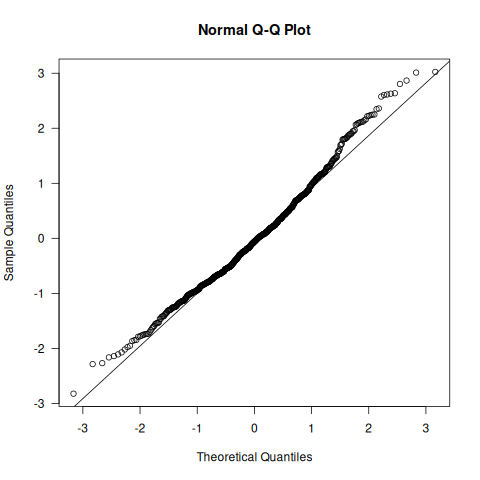 Normal Q-Q Plot
Sample Quantiles
3
2
1
0
-1
-2
-3
-3 -2 -1 0 1 2 3
Theoretical Quantiles